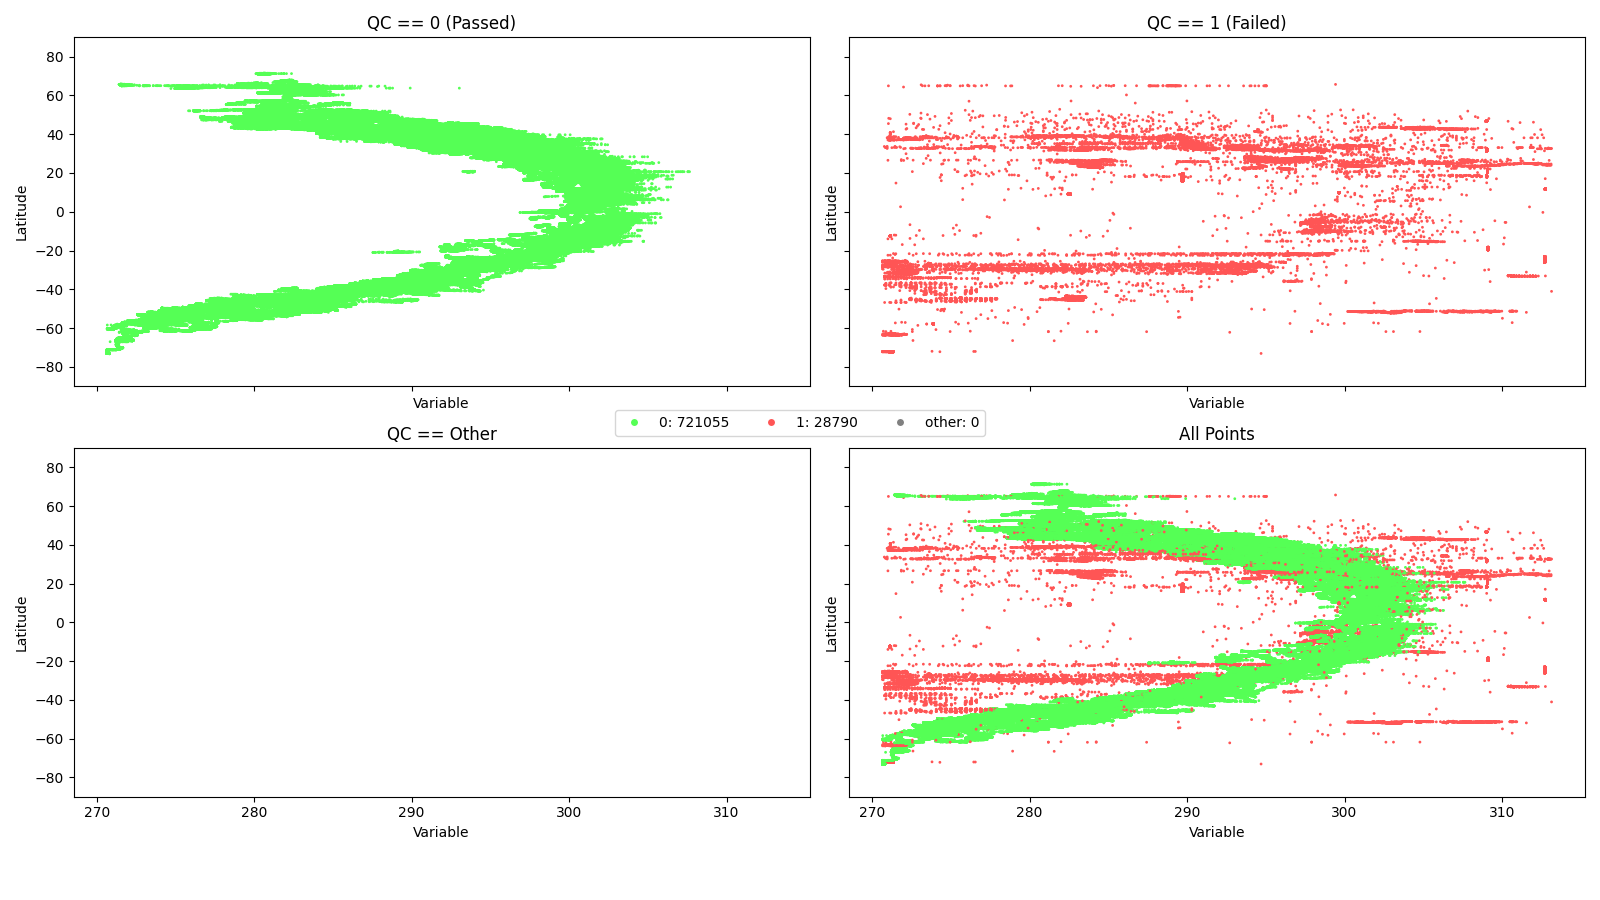 QC == 0 (Passed)
QC == 1 (Failed)
80
60
40
20
0
−20
−40
−60
−80
Latitude
Latitude
Variable
Variable
0: 721055
1: 28790
other: 0
QC == Other
All Points
80
60
40
20
0
−20
−40
−60
−80
Latitude
Latitude
270
280
290
300
310
270
280
290
300
310
Variable
Variable